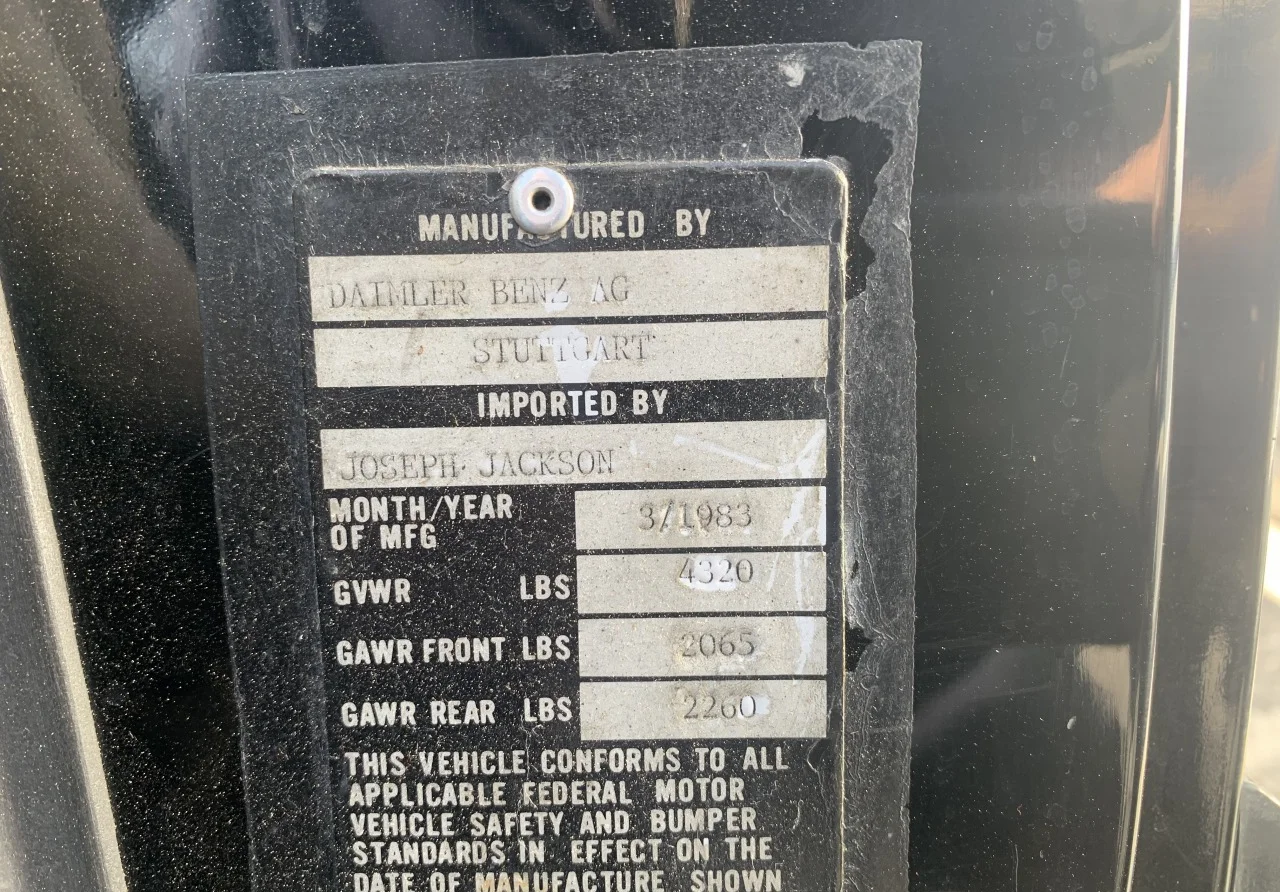 MANUFACTURED BY
DAIMLER BENZ AG
STUTTGART
IMPORTED BY
JOSEPH JACKSON
MONTH/YEAR
OF MFG
3/1983
GVWR LBS 4320
GAWR FRONT LBS 2065
GAWR REAR LBS 2260
THIS VEHICLE CONFORMS TO ALL
APPLICABLE FEDERAL MOTOR
VEHICLE SAFETY AND BUMPER
STANDARDS IN EFFECT ON THE
DATE OF MANUFACTURE SHOWN